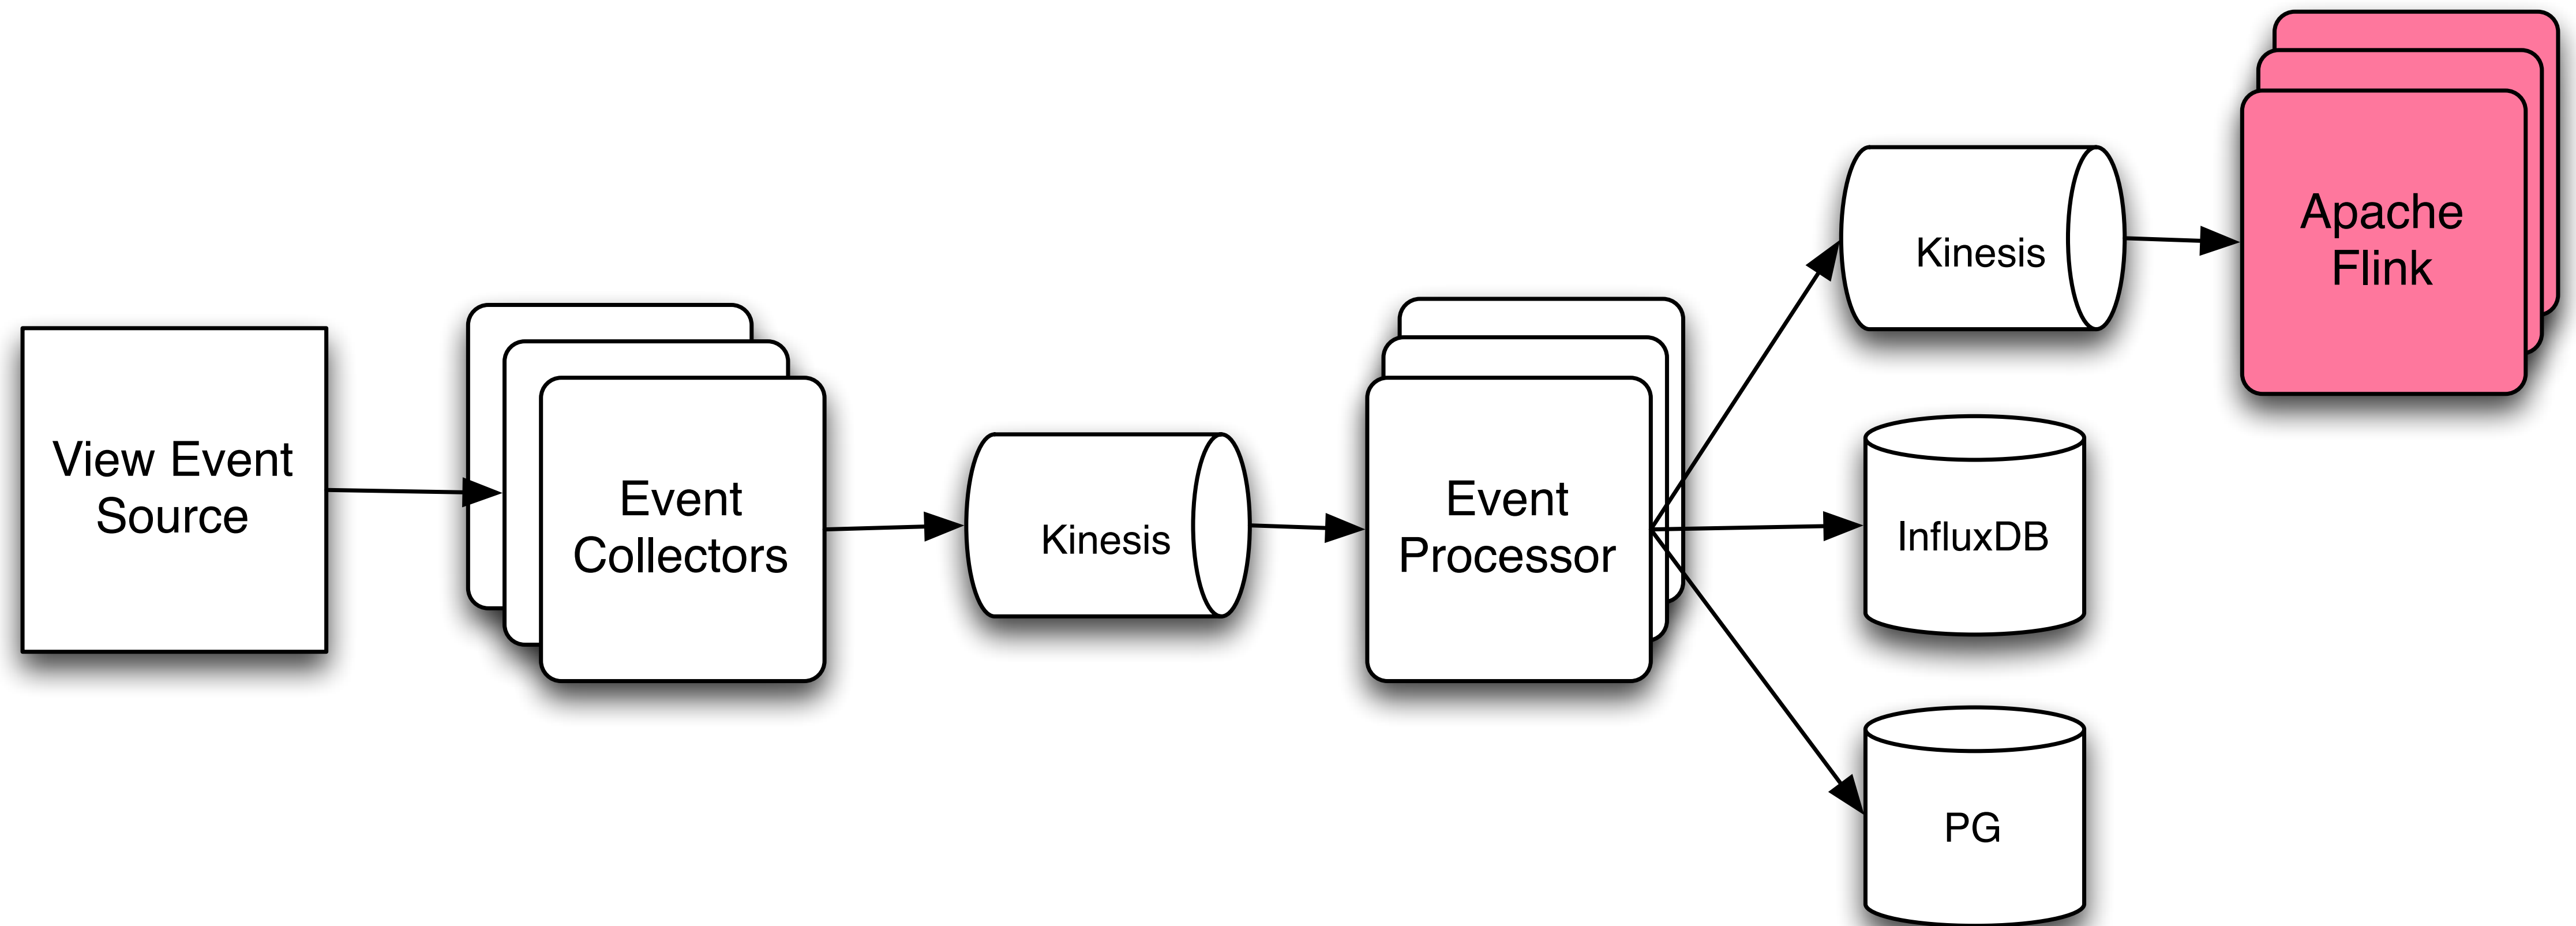 View Event
Source
Event
Collectors
Kinesis
Event
Processor
Kinesis
Apache
Flink
InfluxDB
PG